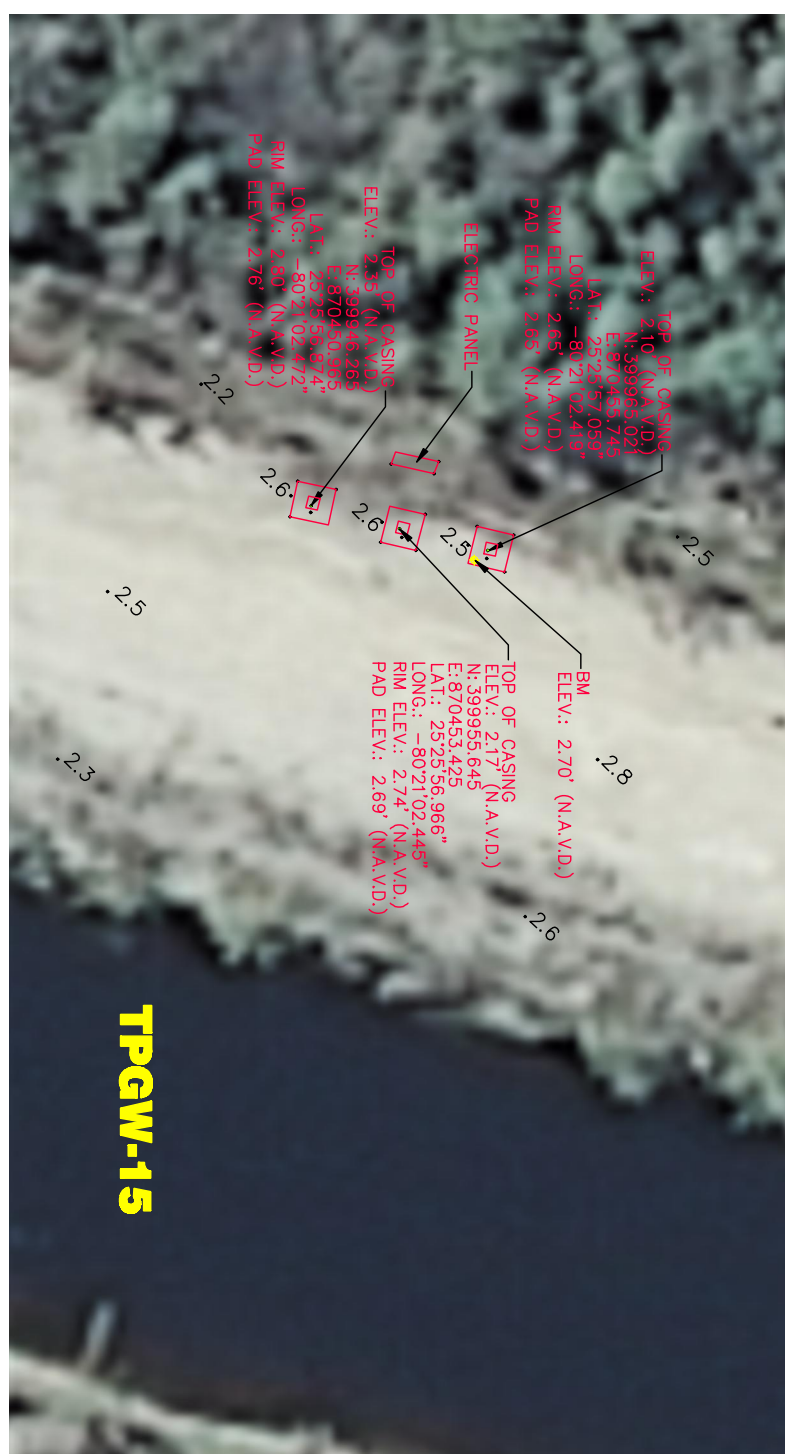 TOP OF CASING
ELEV.: 2.10' (N.A.V.D.)
N:399965.021
E:870455.745
LAT.: 25°25'57.059"
LONG.: -80°21'02.419"
RIM ELEV.: 2.65' (N.A.V.D.)
PAD ELEV.: 2.65' (N.A.V.D.)
ELECTRIC PANEL
TOP OF CASING
ELEV.: 2.35' (N.A.V.D.)
N:399946.265
E:870450.965
LAT.: 25°25'56.874"
LONG.: -80°21'02.472"
RIM ELEV.: 2.80' (N.A.V.D.)
PAD ELEV.: 2.76' (N.A.V.D.)
.2.5
.2.2
2.5
2.6
2.6
.2.5
BM
ELEV.: 2.70' (N.A.V.D.)
TOP OF CASING
ELEV.: 2.17' (N.A.V.D.)
N:399955.645
E:870453.425
LAT.: 25°25'56.966"
LONG.: -80°21'02.445"
RIM ELEV.: 2.74' (N.A.V.D.)
PAD ELEV.: 2.69' (N.A.V.D.)
.2.8
.2.3
.2.6
TPGW-15